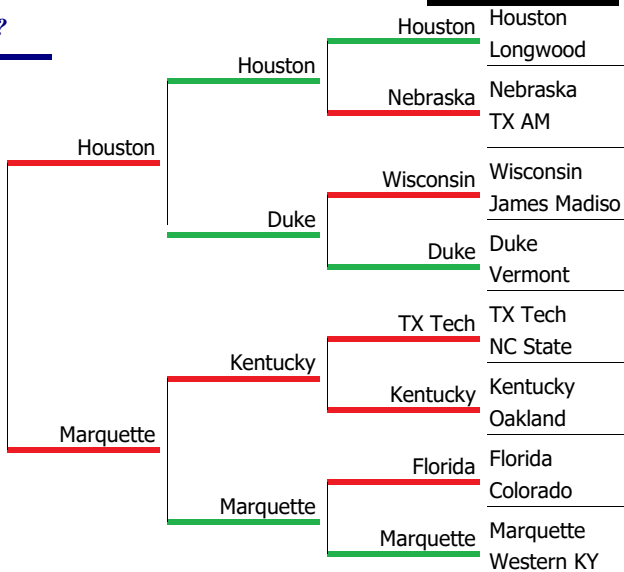 ?
Houston
Houston
Longwood
Houston
Nebraska
Nebraska
TX AM
Houston
Wisconsin
Wisconsin
James Madiso
Duke
Duke
Duke
Vermont
TX Tech
TX Tech
NC State
Kentucky
Kentucky
Kentucky
Oakland
Marquette
Florida
Florida
Colorado
Marquette
Marquette
Marquette
Western KY